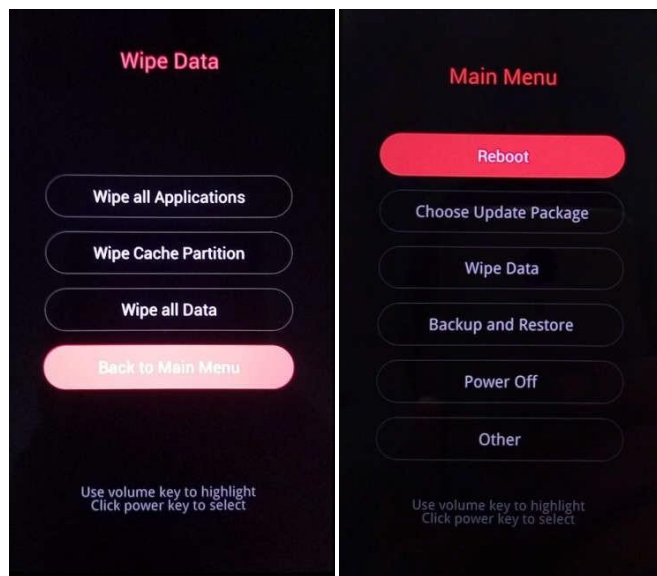 Wipe Data
Wipe all Applications
Wipe Cache Partition
Wipe all Data
Back to Main Menu
Use volume key to highlight
Click power key to select
Main Menu
Reboot
Choose Update Package
Wipe Data
Backup and Restore
Power Off
Other
Use volume key to highlight
Click power key to select